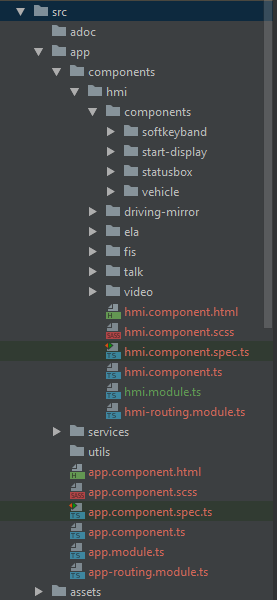 src
adoc
app
components
hmi
components
softkeyband
start-display
statusbox
vehicle
driving-mirror
ela
fis
talk
video
hmi.component.html
hmi.component.scss
hmi.component.spec.ts
hmi.component.ts
hmi.module.ts
hmi-routing.module.ts
services
utils
app.component.html
app.component.scss
app.component.spec.ts
app.component.ts
app.module.ts
app-routing.module.ts
assets